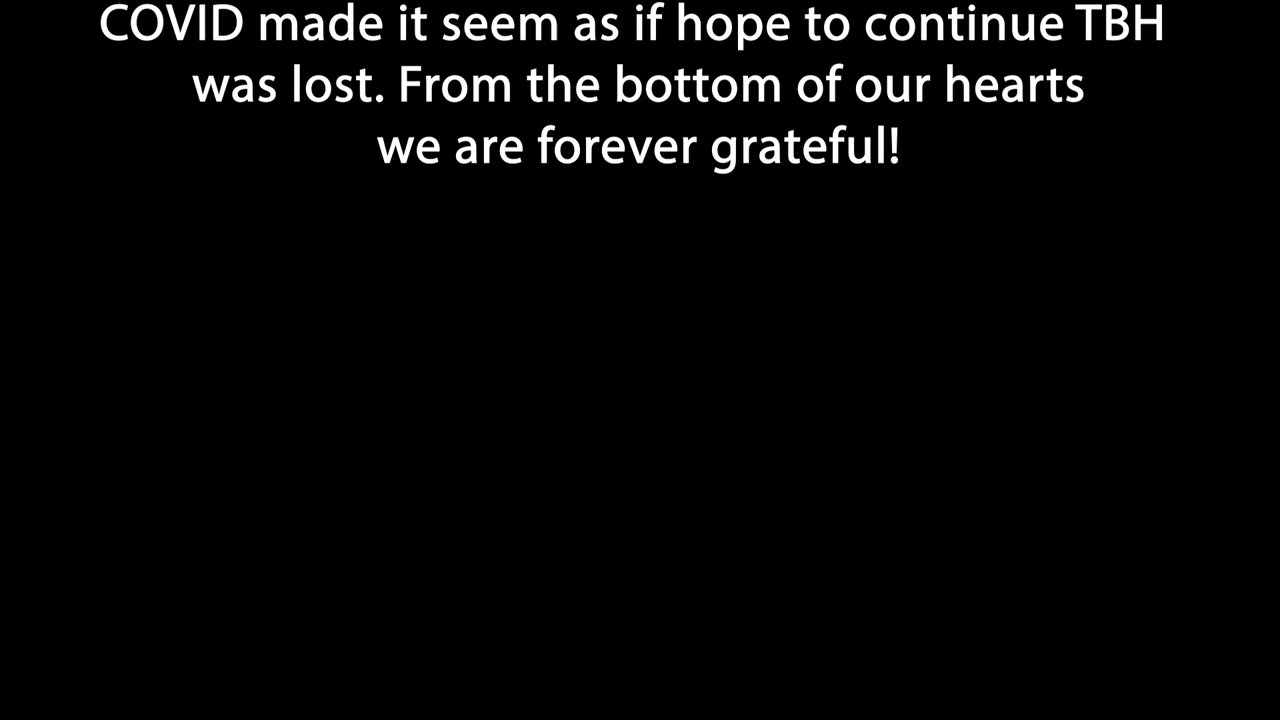 COVID made it seem as if hope to continue TBH
was lost. From the bottom of our hearts
we are forever grateful!